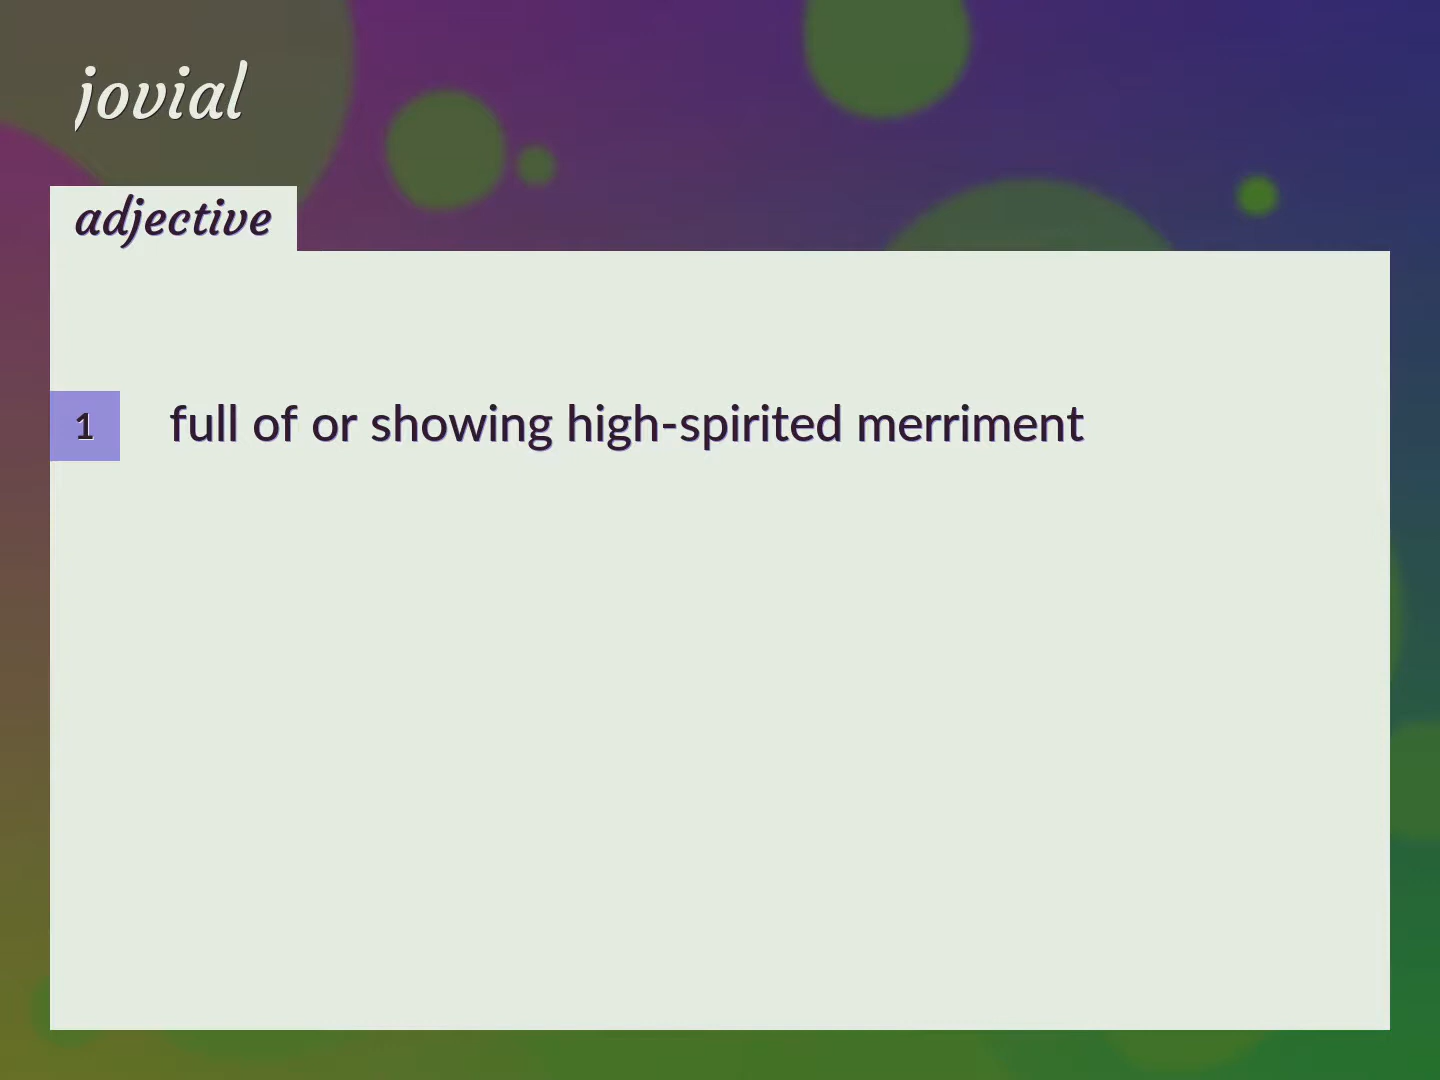 jovial
adjective
1 full of or showing high-spirited merriment